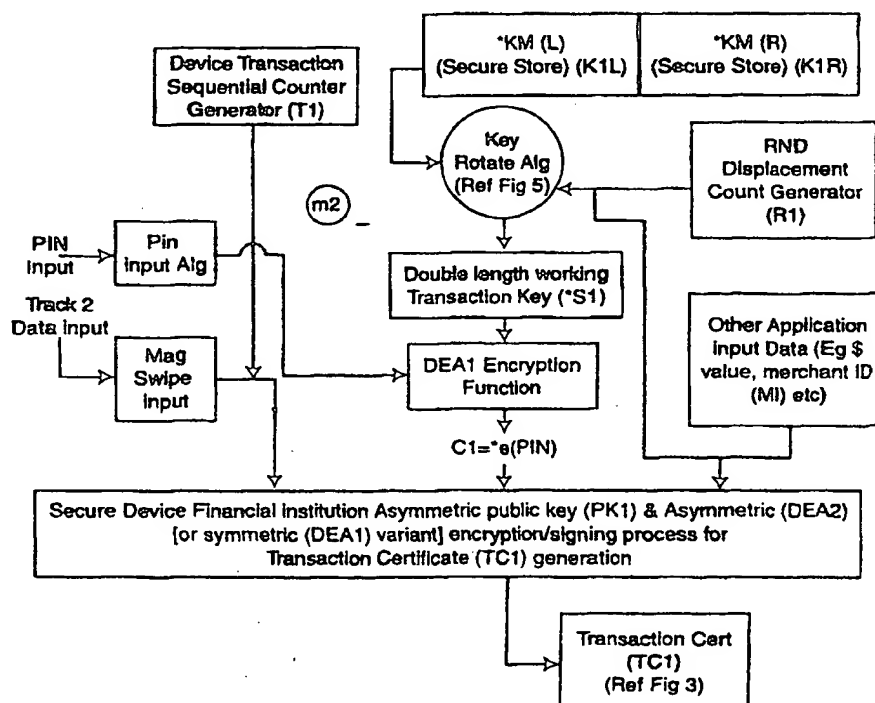 *KM (L)
(Secure Store) (K1L)
*KM (R)
(Secure Store) (K1R)
Device Transaction
Sequential Counter
Generator (T1)
Key
Rotate Alg
(Ref Fig 5)
RND
Displacement
Count Generator
(R1)
m2
PIN
Input
Pin
Input Alg
Double length working
Transaction Key (*S1)
Track 2
Data Input
Mag
Swipe
Input
DEA1 Encryption
Function
Other Application
Input Data (Eg $
value, merchant ID
(MI) etc)
C1=*e(PIN)
Secure Device Financial Institution Asymmetric public key (PK1) & Asymmetric (DEA2)
[or symmetric (DEA1) variant] encryption/signing process for
Transaction Certificate (TC1) generation
Transaction Cert
(TC1)
(Ref Fig 3)